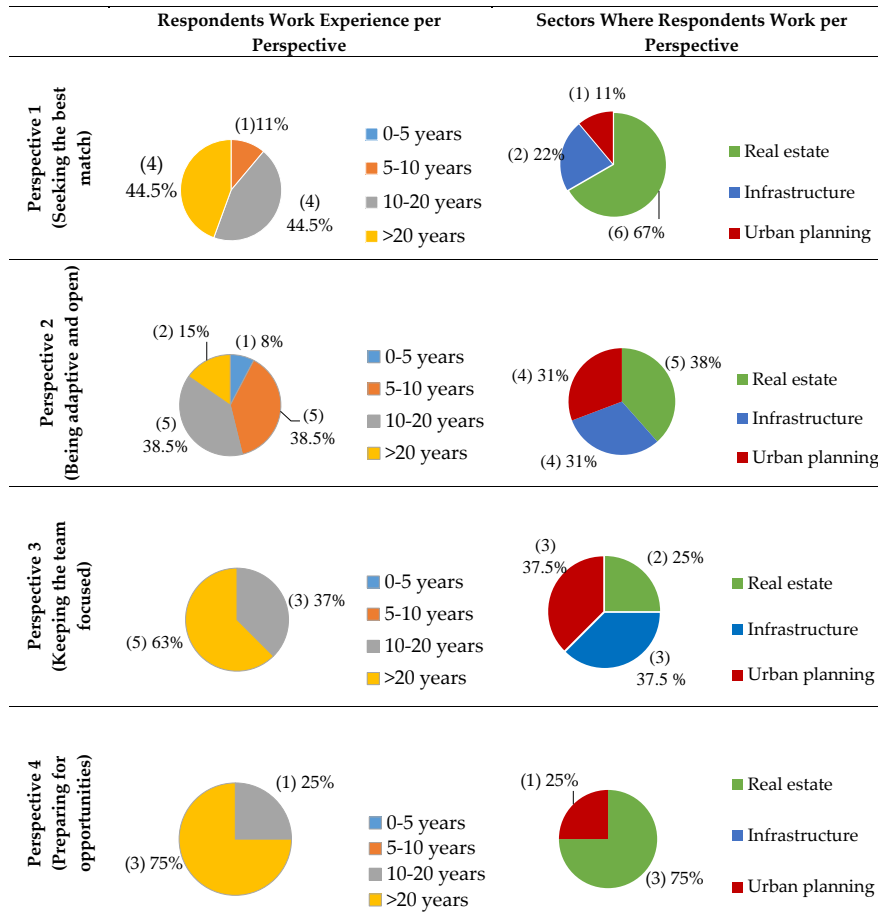 Respondents Work Experience per
Perspective
Sectors Where Respondents Work per
Perspective
Perspective 1
(Seeking the best
match)
(1)11%
(4)
44.5%
(4)
44.5%
0-5 years
5-10 years
10-20 years
>20 years
(1) 11%
(2) 22%
(6) 67%
Real estate
Infrastructure
Urban planning
Perspective 2
(Being adaptive and open)
(2) 15%
(1) 8%
(5)
38.5%
(5)
38.5%
0-5 years
5-10 years
10-20 years
>20 years
(5) 38%
(4) 31%
(4) 31%
Real estate
Infrastructure
Urban planning
Perspective 3
(Keeping the team
focused)
(3) 37%
(5) 63%
0-5 years
5-10 years
10-20 years
>20 years
(3)
37.5%
(2) 25%
(3)
37.5 %
Real estate
Infrastructure
Urban planning
Perspective 4
(Preparing for
opportunities)
(1) 25%
(3) 75%
0-5 years
5-10 years
10-20 years
>20 years
(1) 25%
(3) 75%
Real estate
Infrastructure
Urban planning